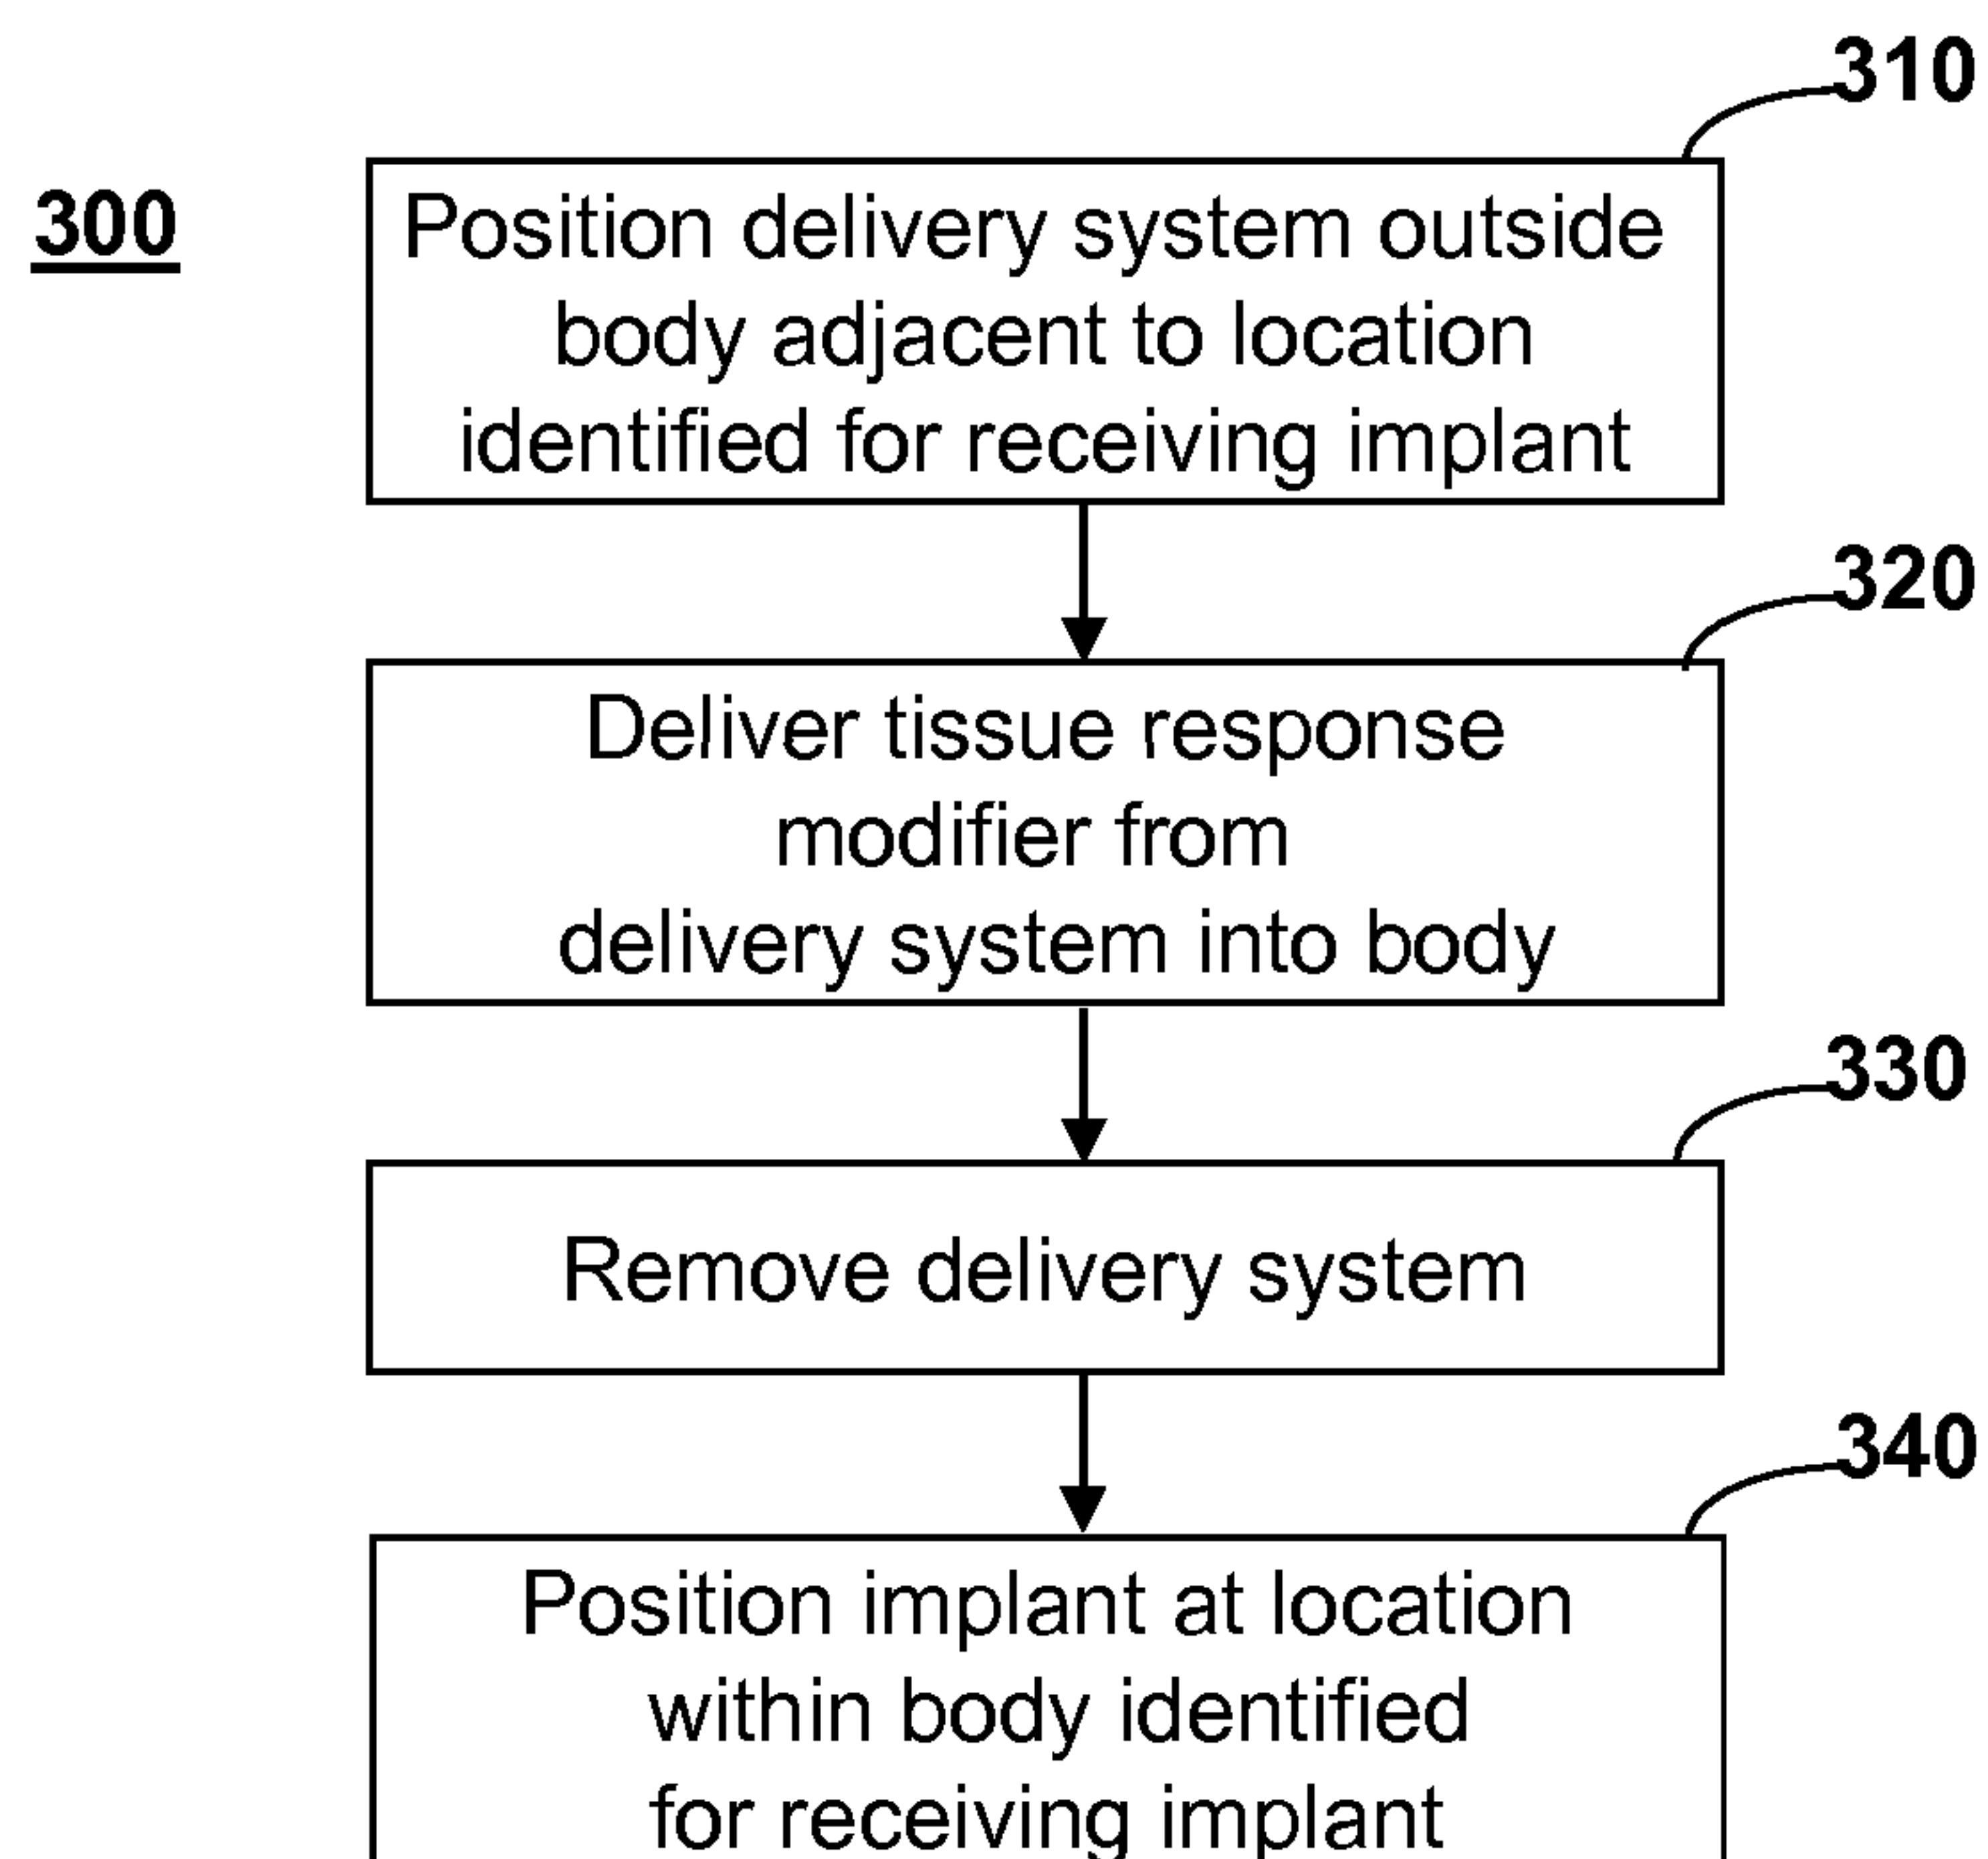 310
300
Position delivery system outside
body adjacent to location
identified for receiving implant
320
Deliver tissue response
modifier from
delivery system into body
330
Remove delivery system
340
Position implant at location
within body identified
for receiving implant